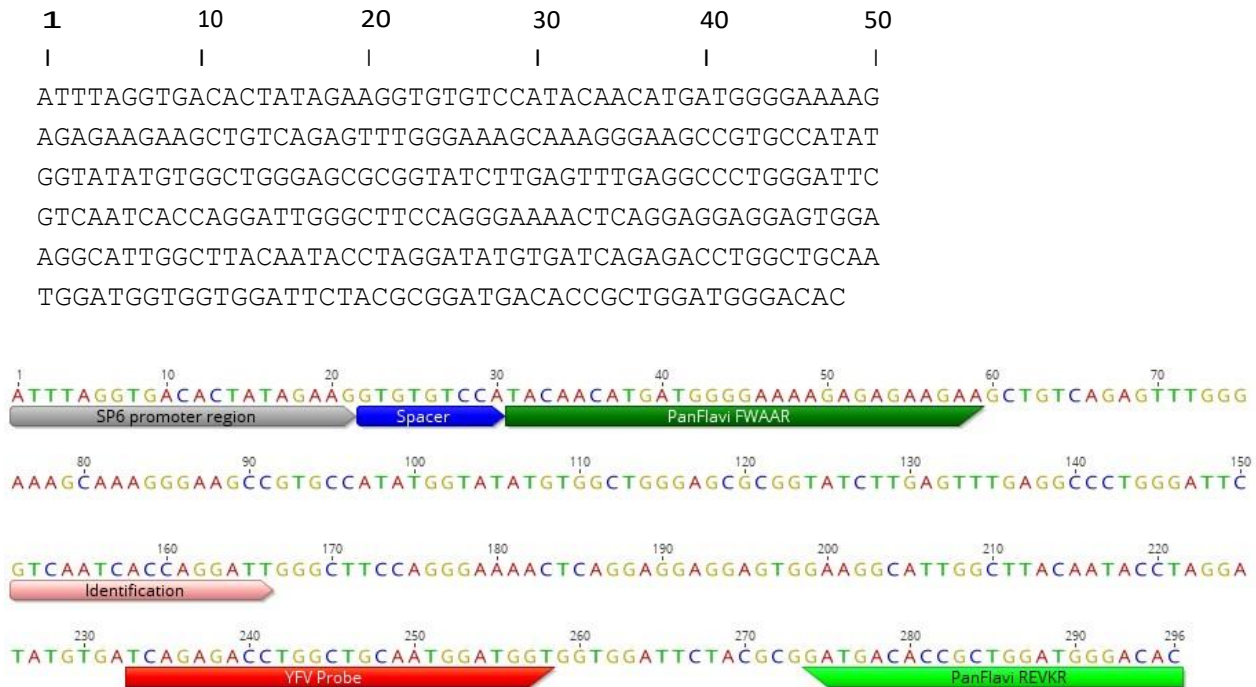 1 10 20 30 40 50
| | | | | |
ATTTAGGTGACACTATAGAAGGTGTGTCCATACAACATGATGGGGAAAAG
AGAGAAGAAGCTGTCAGAGTTTGGGAAAGCAAAGGGAAGCCGTGCCATAT
GGTATATGTGGCTGGGAGCGCGGTATCTTGAGTTTGAGGCCCTGGGATTC
GTCAATCACCAGGATTGGGCTTCCAGGGAAAACTCAGGAGGAGGAGTGGA
AGGCATTGGCTTACAATACCTAGGATATGTGATCAGAGACCTGGCTGCAA
TGGATGGTGGTGGATTCTACGCGGATGACACCGCTGGATGGGACAC
1 10 20 30 40 50 60 70
ATTTAGGTGACACTATAGAAGGTGTGTCCATACAACATGATGGGGAAAAGAGAGAAGAAGCTGTCAGAGTTTGGG
SP6 promoter region Spacer PanFlavi FWAAR
80 90 100 110 120 130 140 150
AAAGCAAAGGGAAGCCGTGCCATATGGTATATGTGGCTGGGAGCGCGGTATCTTGAGTTTGAGGCCCTGGGATTC
160 170 180 190 200 210 220
GTCAATCACCAGGATTGGGCTTCCAGGGAAAACTCAGGAGGAGGAGTGGAAGGCATTGGCTTACAATACCTAGGA
Identification
230 240 250 260 270 280 290 296
TATGTGATCAGAGACCTGGCTGCAATGGATGGTGGTGGATTCTACGCGGATGACACCGCTGGATGGGACAC
YFV Probe PanFlavi REVKR